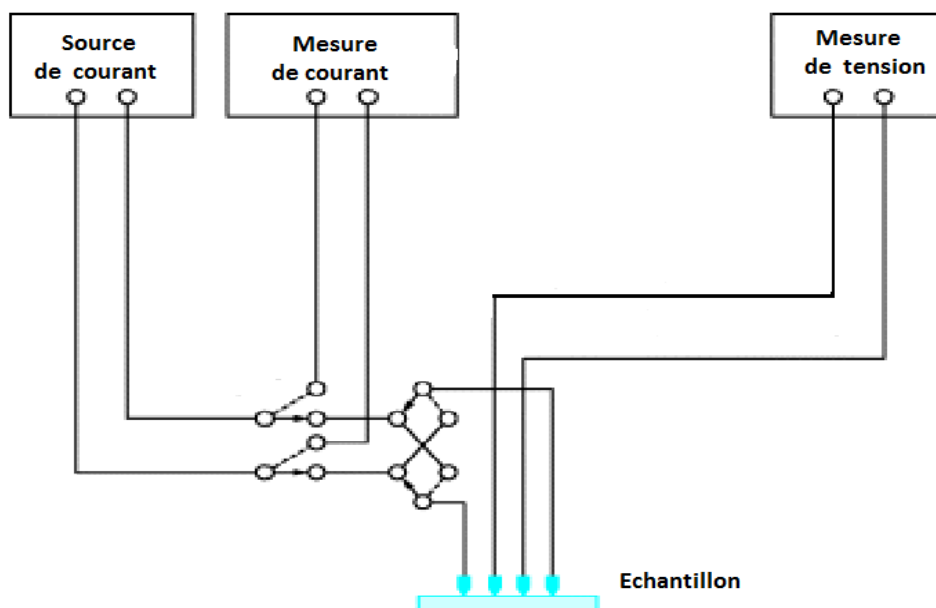 Source
de courant
Mesure
de courant
Mesure
de tension
Echantillon